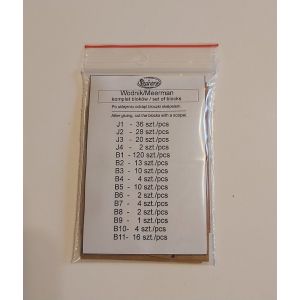 Wodnik/Meerman
komplet bloków / set of blocks
Po sklejeniu odciąć bloczki skalpelem.
After gluing, cut the blocks with a scalpel.
J1 - 36 szt./pcs
J2 - 28 szt./pcs
J3 - 20 szt./pcs
J4 - 2 szt./pcs
B1 - 120 szt./pcs
B2 - 13 szt./pcs
B3 - 10 szt./pcs
B4 - 4 szt./pcs
B5 - 10 szt./pcs
B6 - 2 szt./pcs
B7 - 4 szt./pcs
B8 - 2 szt./pcs
B9 - 1 szt./pcs
B10- 4 szt./pcs
B11- 16 szt./pcs